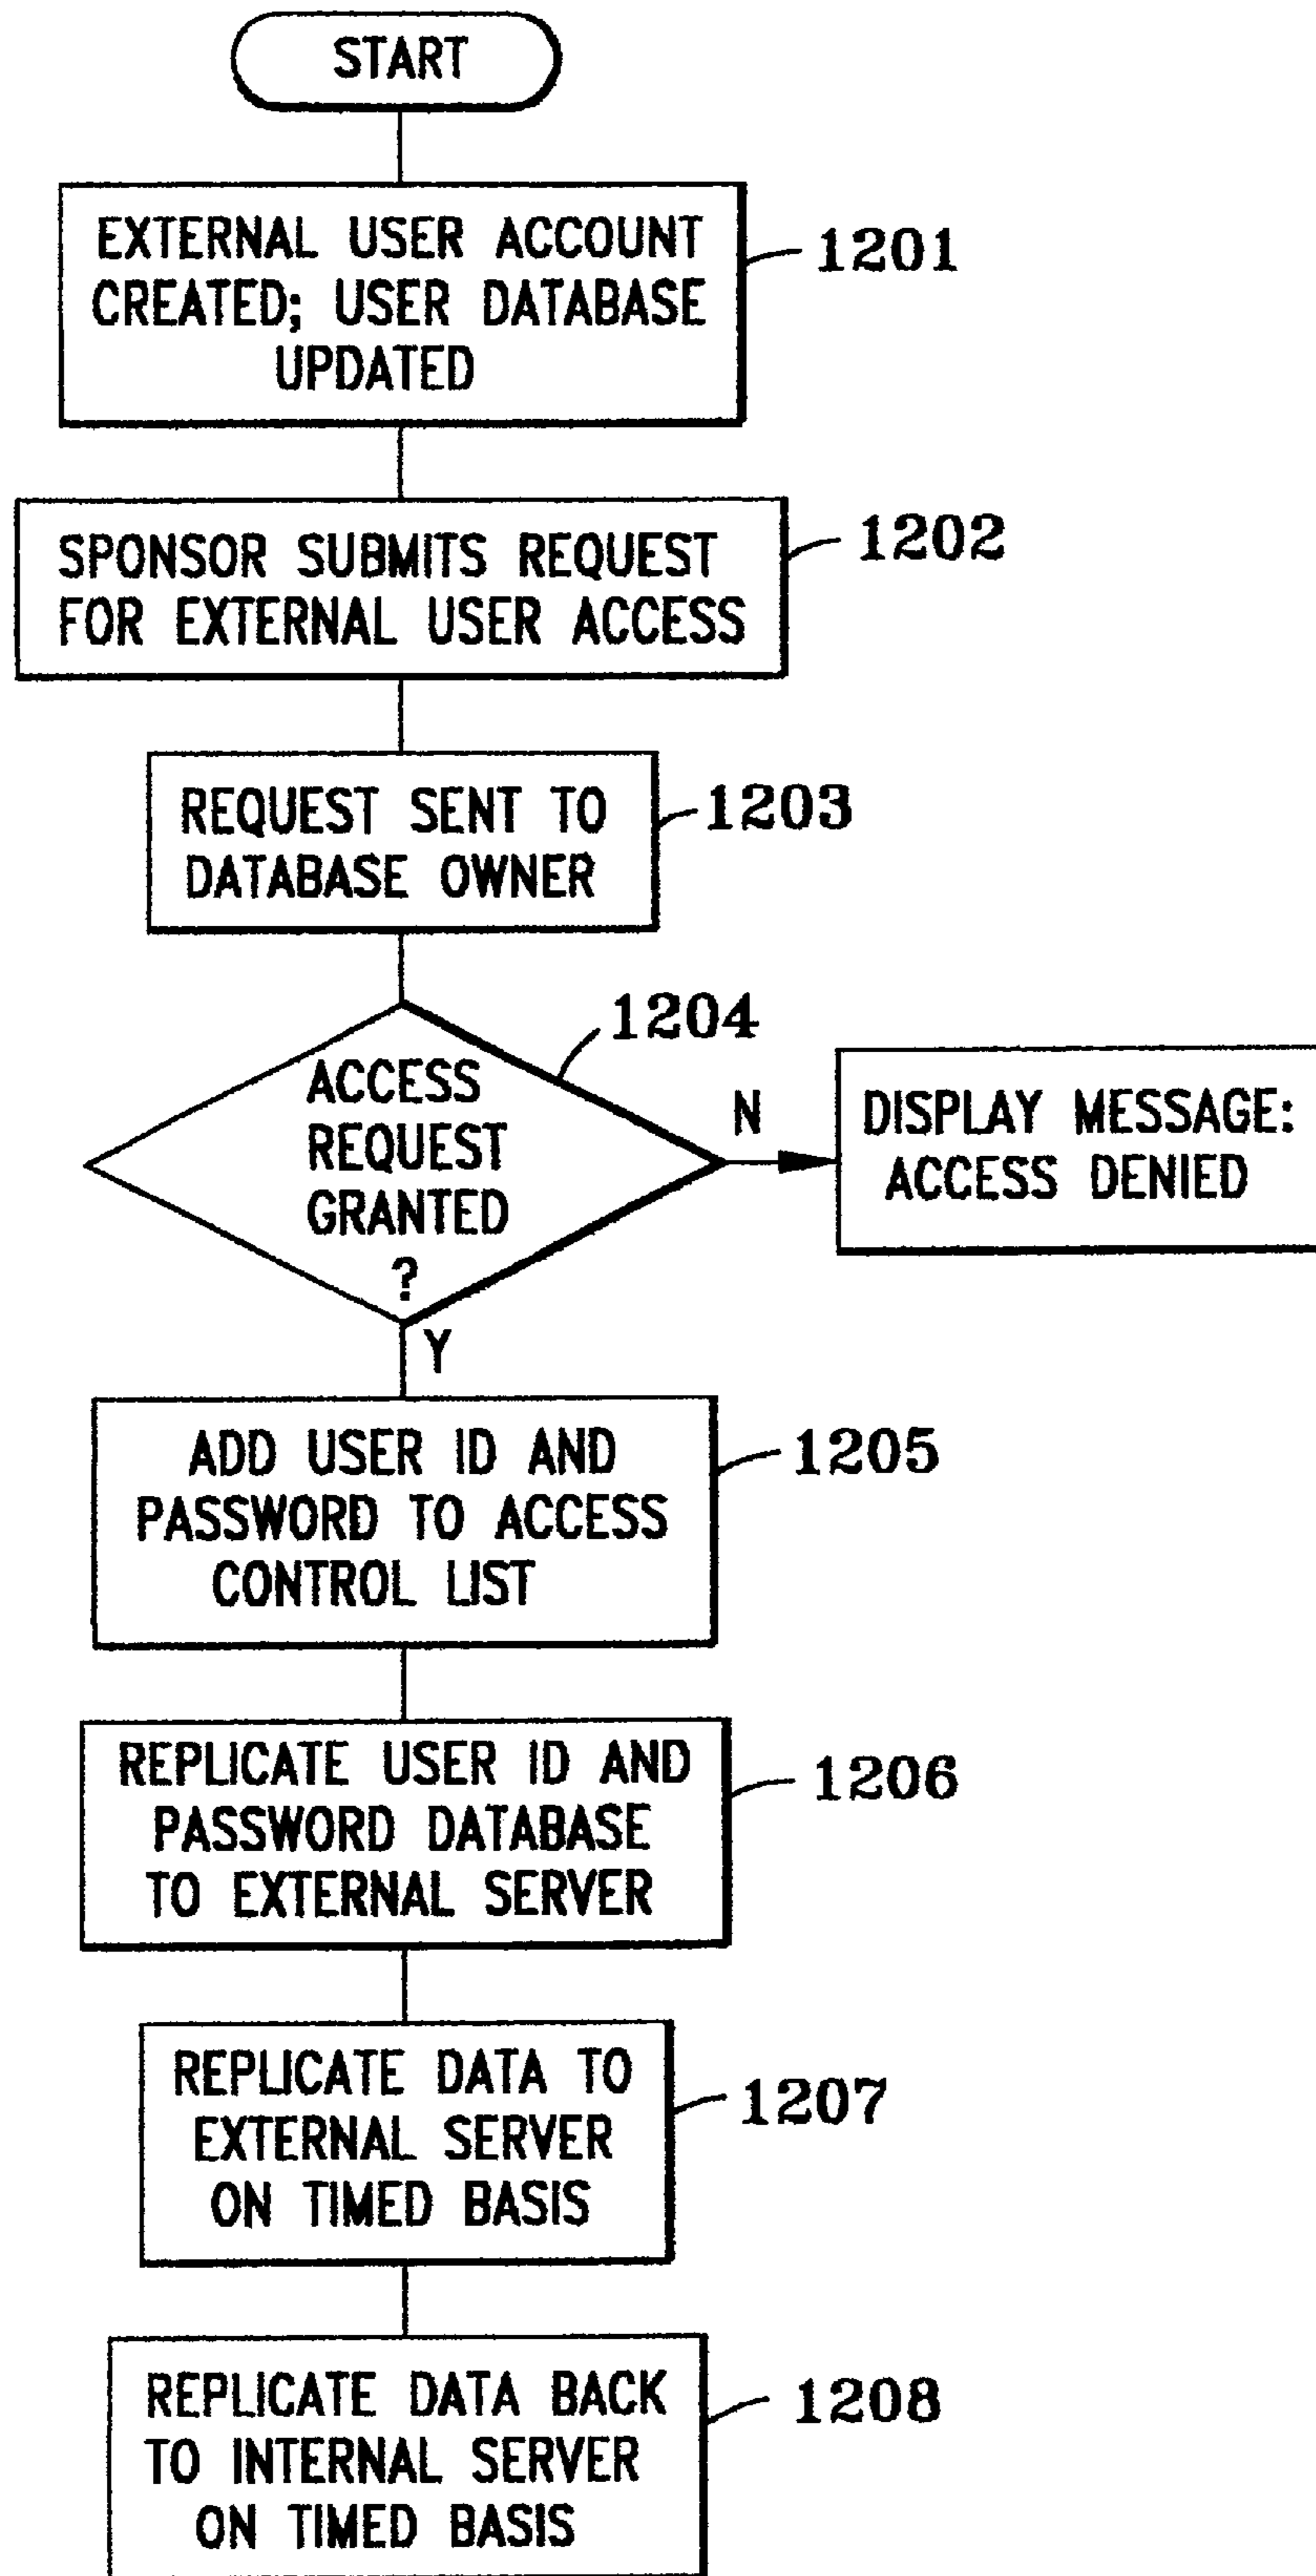 START
EXTERNAL USER ACCOUNT
CREATED; USER DATABASE
UPDATED
1201
SPONSOR SUBMITS REQUEST
FOR EXTERNAL USER ACCESS
1202
REQUEST SENT TO
DATABASE OWNER
1203
ACCESS
REQUEST
GRANTED
?
1204
N
DISPLAY MESSAGE:
ACCESS DENIED
Y
ADD USER ID AND
PASSWORD TO ACCESS
CONTROL LIST
1205
REPLICATE USER ID AND
PASSWORD DATABASE
TO EXTERNAL SERVER
1206
REPLICATE DATA TO
EXTERNAL SERVER
ON TIMED BASIS
1207
REPLICATE DATA BACK
TO INTERNAL SERVER
ON TIMED BASIS
1208